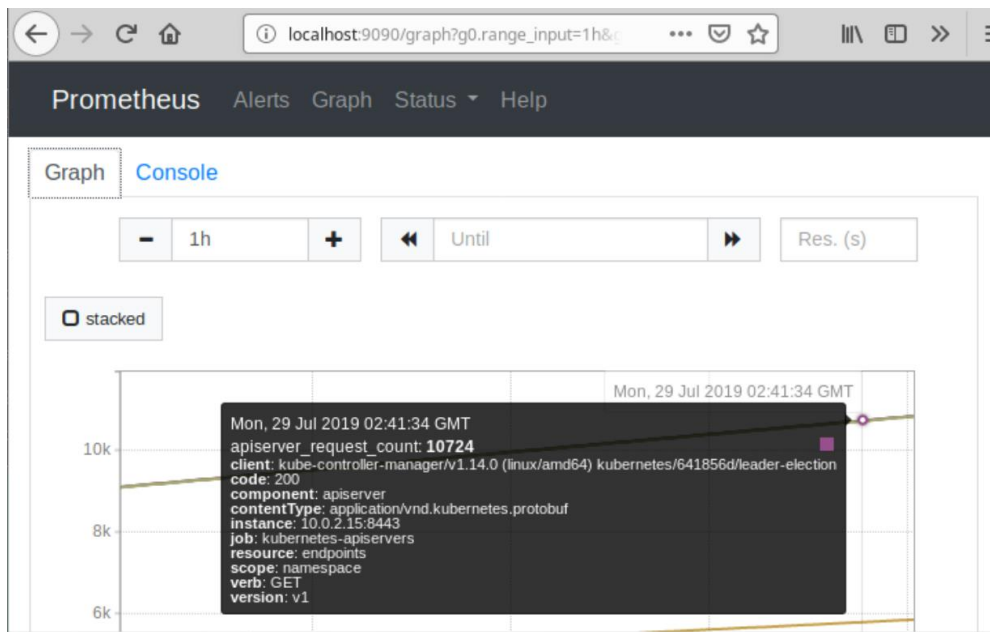 localhost:9090/graph?g0.range_input=1h&
Prometheus Alerts Graph Status Help
Graph Console
1h Until Res. (s)
stacked
Mon, 29 Jul 2019 02:41:34 GMT
Mon, 29 Jul 2019 02:41:34 GMT
apiserver_request_count: 10724
client: kube-controller-manager/v1.14.0 (linux/amd64) kubernetes/641856d/leader-election
code: 200
component: apiserver
contentType: application/vnd.kubernetes.protobuf
instance: 10.0.2.15:8443
job: kubernetes-apiservers
resource: endpoints
scope: namespace
verb: GET
version: v1
10k
8k
6k